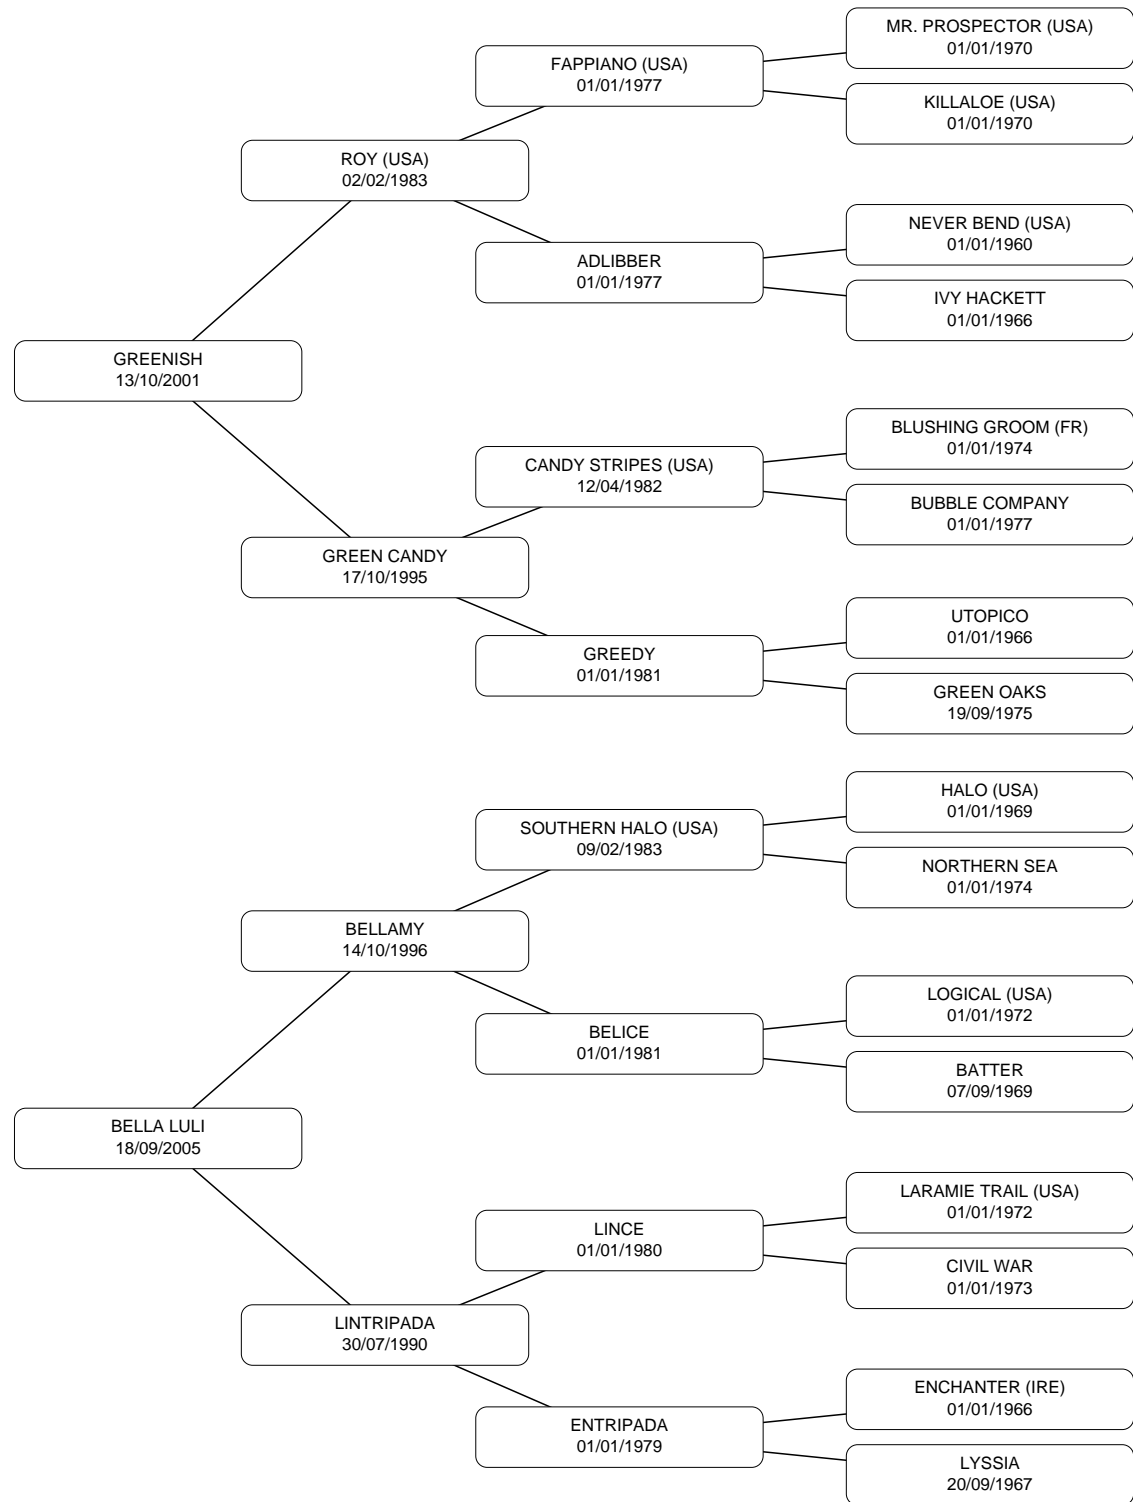 MR. PROSPECTOR (USA)
01/01/1970
FAPPIANO (USA)
01/01/1977
KILLALOE (USA)
01/01/1970
ROY (USA)
02/02/1983
NEVER BEND (USA)
01/01/1960
ADLIBBER
01/01/1977
IVY HACKETT
01/01/1966
GREENISH
13/10/2001
BLUSHING GROOM (FR)
01/01/1974
CANDY STRIPES (USA)
12/04/1982
BUBBLE COMPANY
01/01/1977
GREEN CANDY
17/10/1995
UTOPICO
01/01/1966
GREEDY
01/01/1981
GREEN OAKS
19/09/1975
HALO (USA)
01/01/1969
SOUTHERN HALO (USA)
09/02/1983
NORTHERN SEA
01/01/1974
BELLAMY
14/10/1996
LOGICAL (USA)
01/01/1972
BELICE
01/01/1981
BATTER
07/09/1969
BELLA LULI
18/09/2005
LARAMIE TRAIL (USA)
01/01/1972
LINCE
01/01/1980
CIVIL WAR
01/01/1973
LINTRIPADA
30/07/1990
ENCHANTER (IRE)
01/01/1966
ENTRIPADA
01/01/1979
LYSSIA
20/09/1967